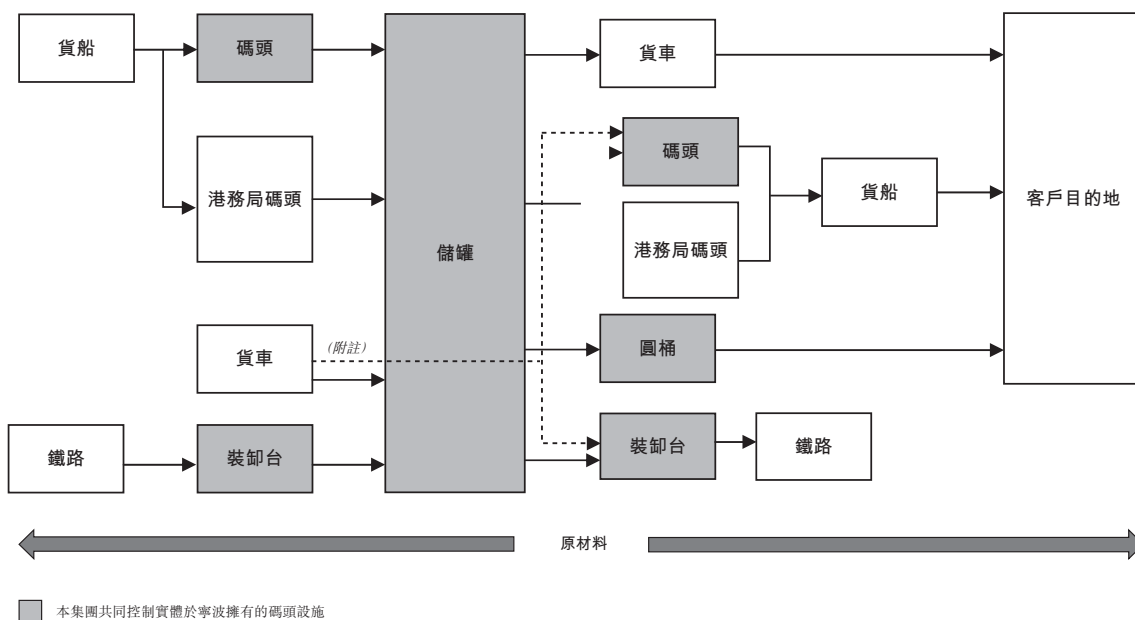 貨船
碼頭
貨車
碼頭
港務局碼頭
貨船
客戶目的地
港務局碼頭
儲罐
貨車
(附註)
圓桶
鐵路
裝卸台
裝卸台
鐵路
原材料
本集團共同控制實體於寧波擁有的碼頭設施